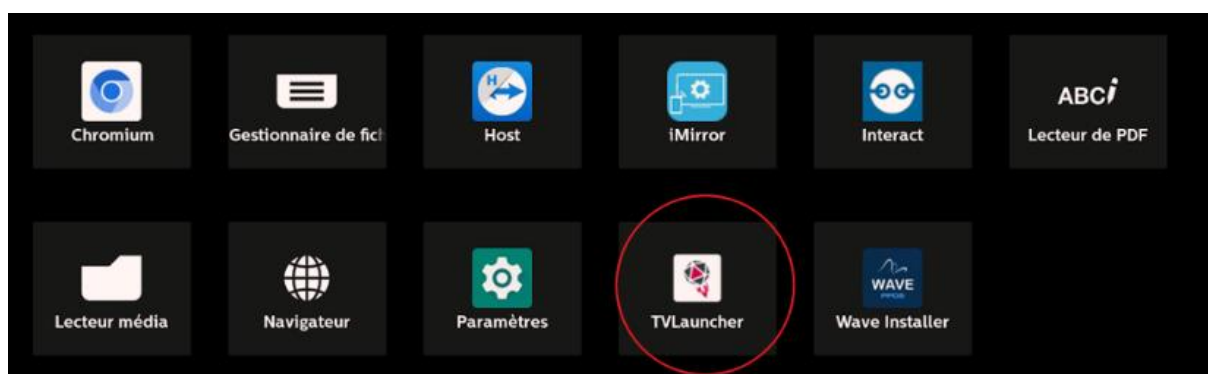 Chromium
Gestionnaire de fich
H
Host
iMirror
Interact
ABCi
Lecteur de PDF
Lecteur média
Navigateur
Paramètres
TVLauncher
WAVE
PPDS
Wave Installer